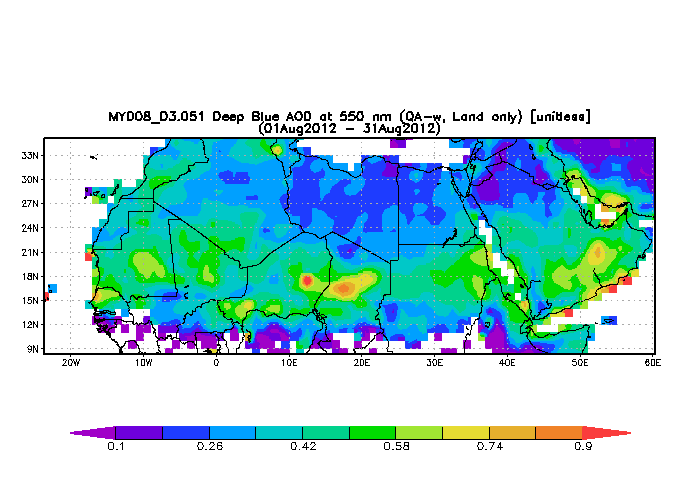 MYD08_D3.051 Deep Blue AOD at 550 nm (QA-w, Land only) [unitless]
(01Aug2012 - 31Aug2012)
33N
30N
27N
24N
21N
18N
15N
12N
9N
20W 10W 0 10E 20E 30E 40E 50E 60E
0.1 0.26 0.42 0.58 0.74 0.9